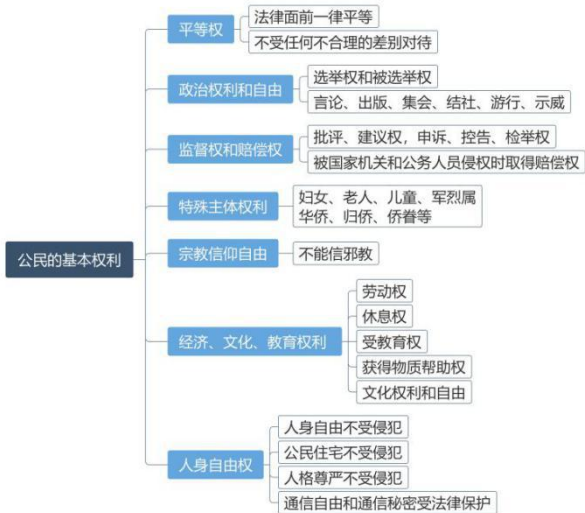 公民的基本权利
平等权
法律面前一律平等
不受任何不合理的差别对待
政治权利和自由
选举权和被选举权
言论、出版、集会、结社、游行、示威
监督权和赔偿权
批评、建议权，申诉、控告、检举权
被国家机关和公务人员侵权时取得赔偿权
特殊主体权利
妇女、老人、儿童、军烈属
华侨、归侨、侨眷等
宗教信仰自由
不能信邪教
经济、文化、教育权利
劳动权
休息权
受教育权
获得物质帮助权
文化权利和自由
人身自由权
人身自由不受侵犯
公民住宅不受侵犯
人格尊严不受侵犯
通信自由和通信秘密受法律保护